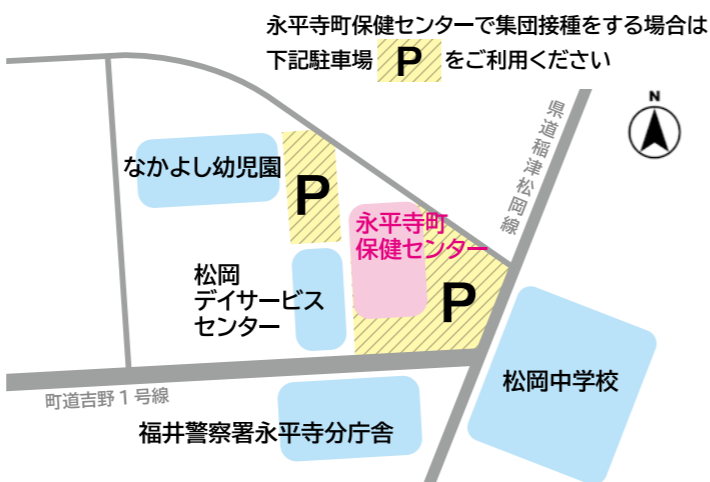 永平寺町保健センターで集団接種をする場合は
下記駐車場 P をご利用ください
N
県道稲津松岡線
なかよし幼児園
P
永平寺町
保健センター
松岡
デイサービス
センター
P
松岡中学校
町道吉野1号線
福井警察署永平寺分庁舎